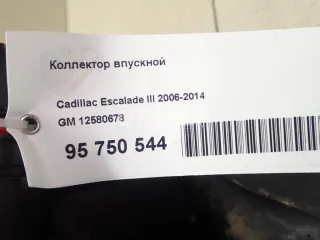 Коллектор впускной
Cadillac Escalade III 2006-2014
GM 12580678
95 750 544